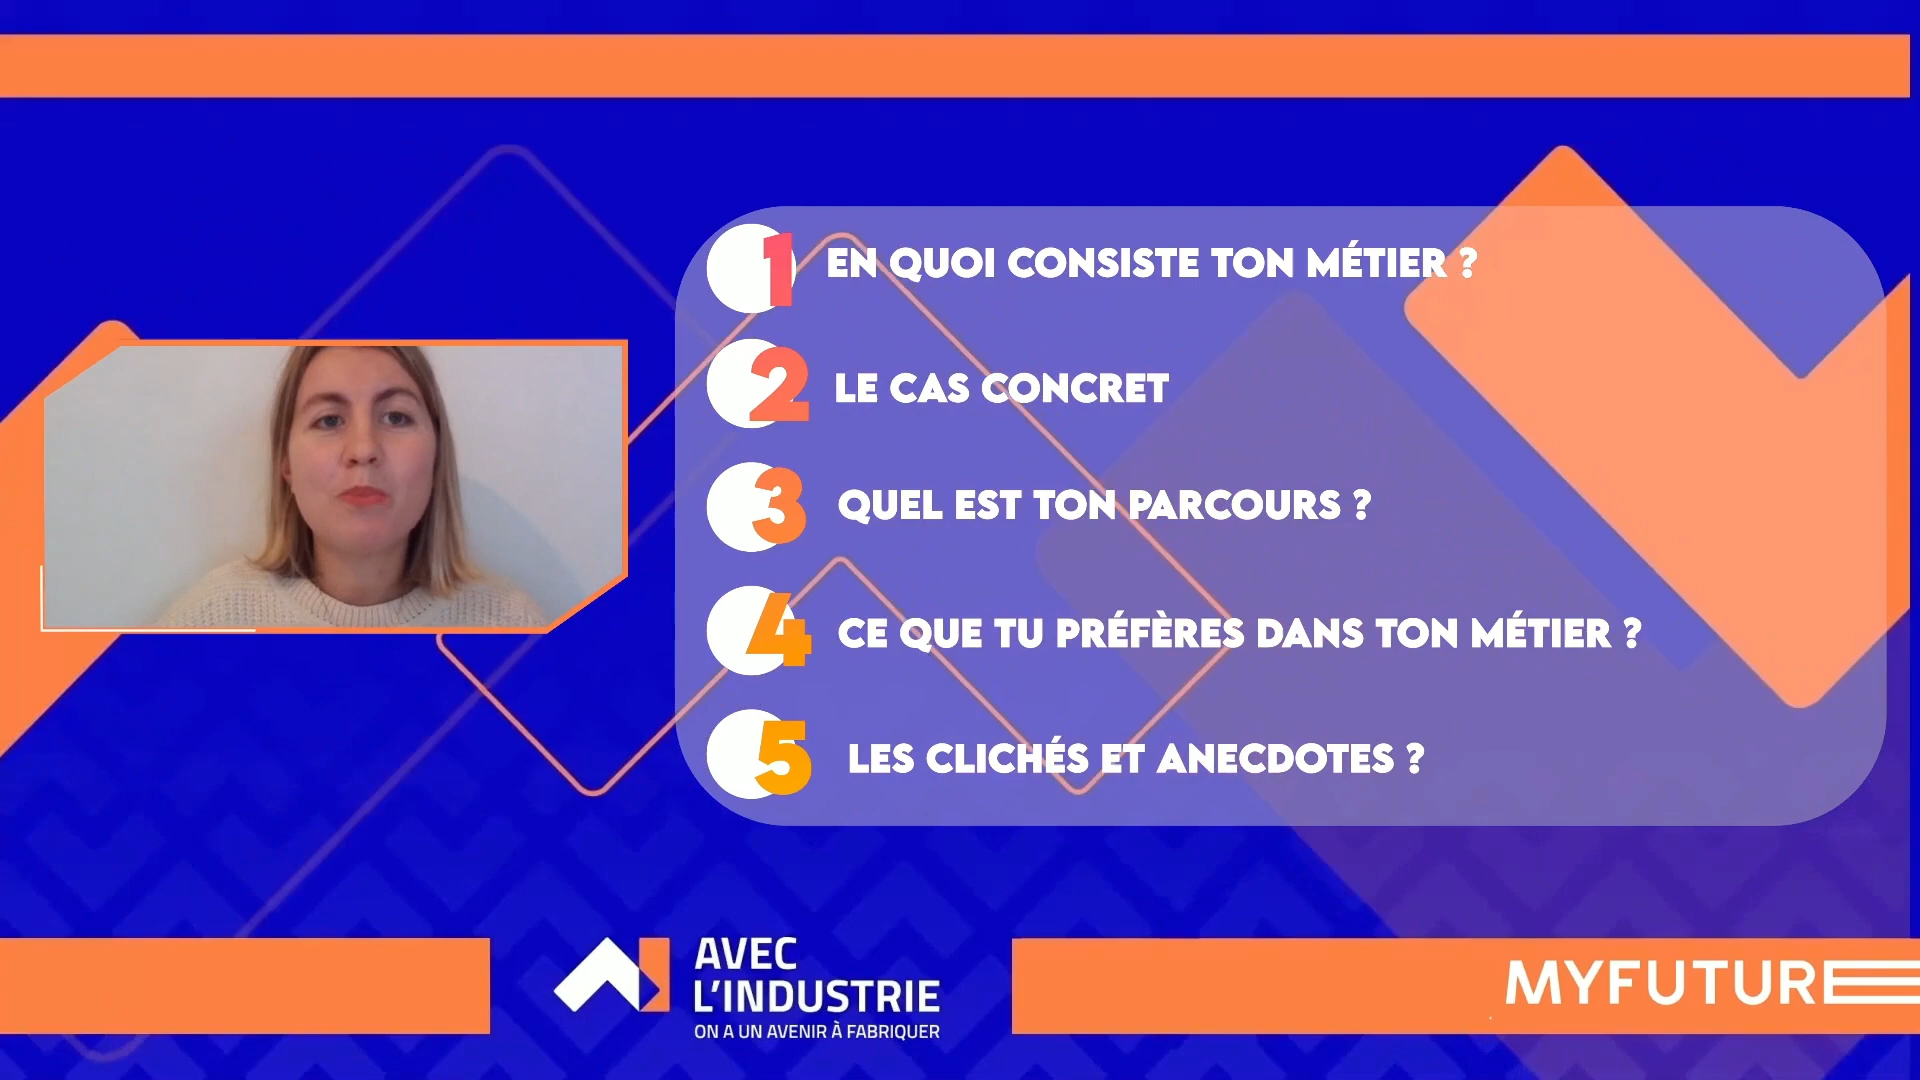 1 EN QUOI CONSISTE TON MÉTIER ?
2 LE CAS CONCRET
3 QUEL EST TON PARCOURS ?
4 CE QUE TU PRÉFÈRES DANS TON MÉTIER ?
5 LES CLICHÉS ET ANECDOTES ?
AVEC
L'INDUSTRIE
ON A UN AVENIR À FABRIQUER
MYFUTURE